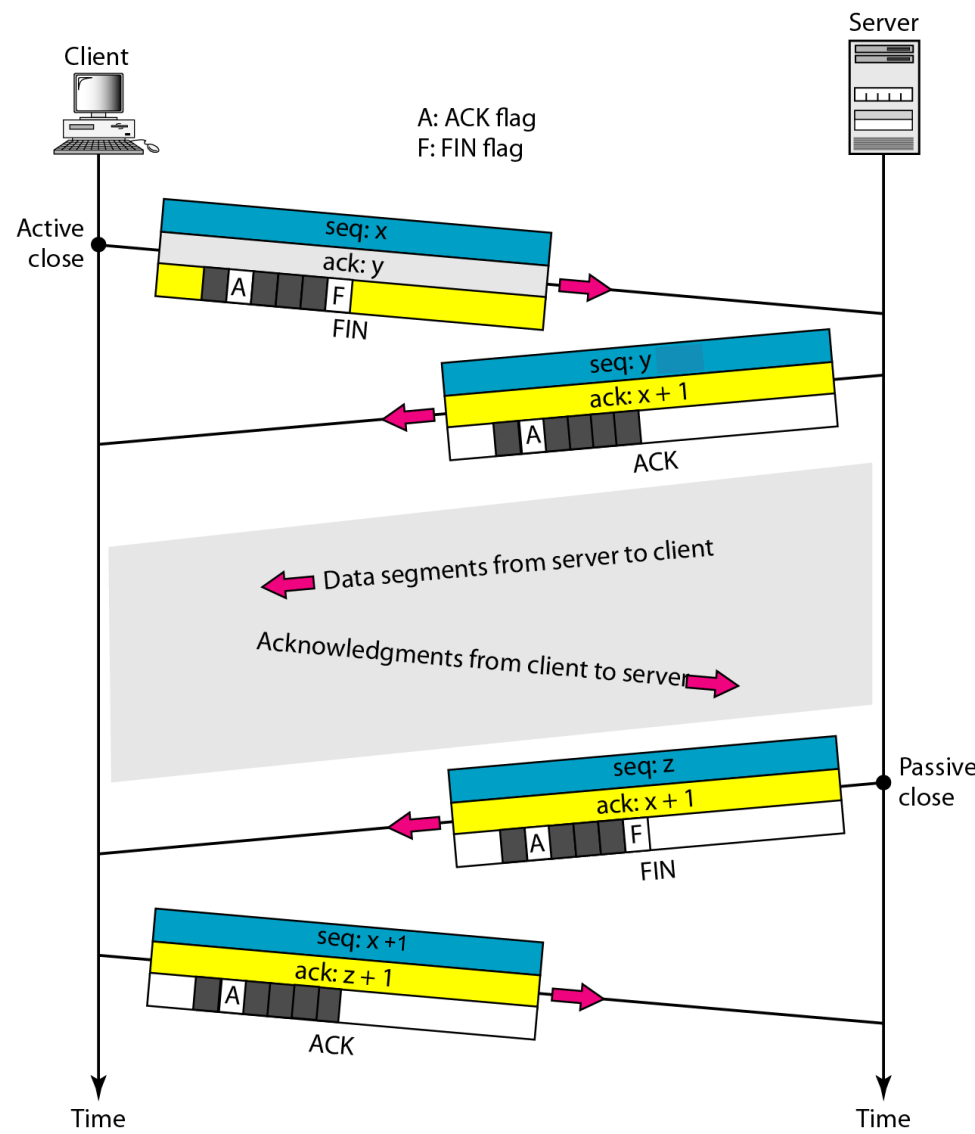 Server
Client
A: ACK flag
F: FIN flag
Active
close
seq: x
ack: y
A F
FIN
seq: y
ack: x + 1
A
ACK
Data segments from server to client
Acknowledgments from client to server
Passive
close
seq: z
ack: x + 1
A F
FIN
seq: x +1
ack: z + 1
A
ACK
Time
Time